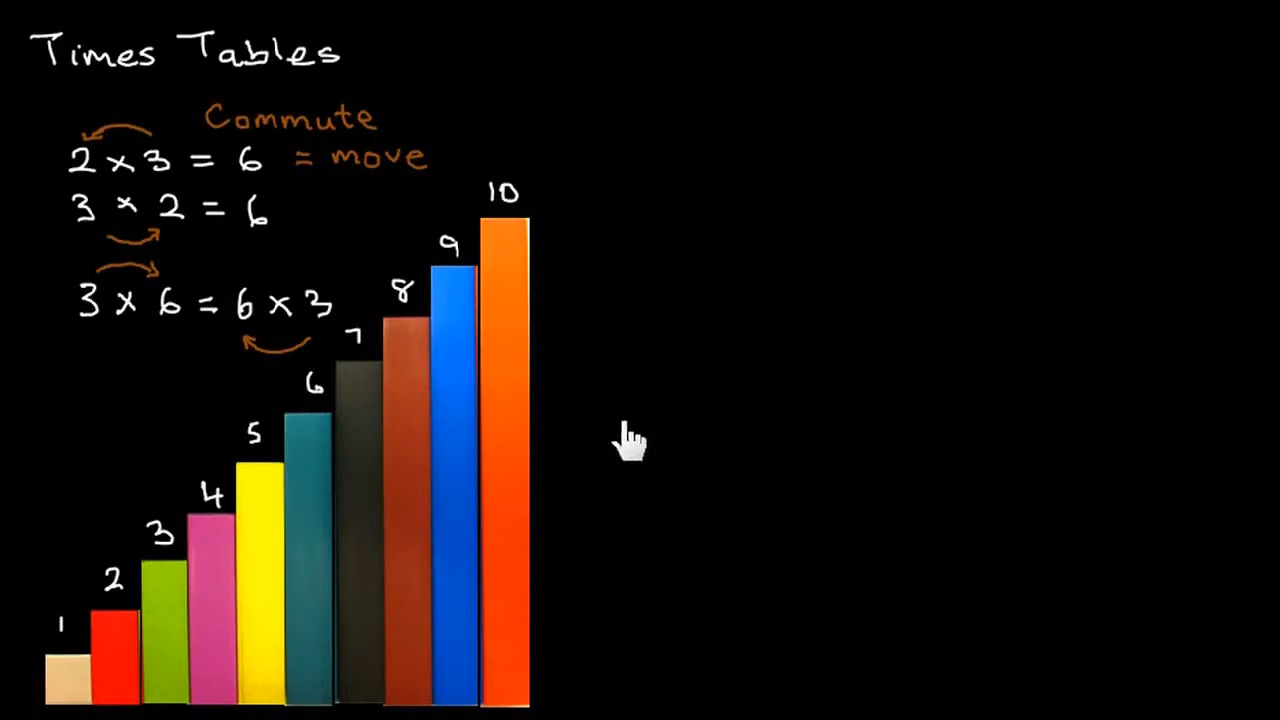 Times Tables
Commute
2 × 3 = 6 = move
3 × 2 = 6
3 × 6 = 6 × 3
1
2
3
4
5
6
7
8
9
10